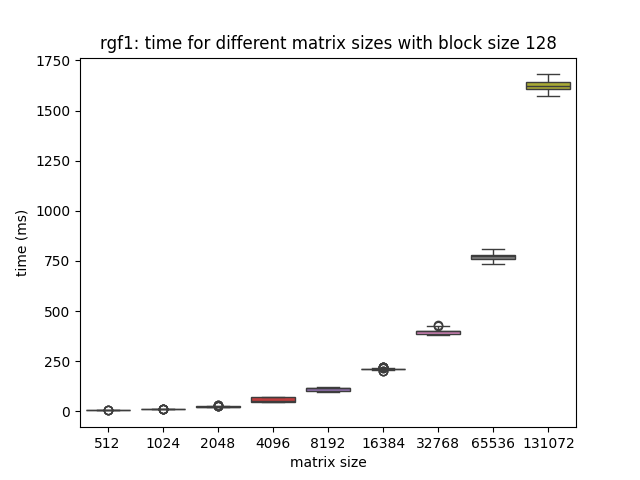 rgf1: time for different matrix sizes with block size 128
1750
1500
1250
1000
750
500
250
0
time (ms)
512 1024 2048 4096 8192 16384 32768 65536 131072
matrix size